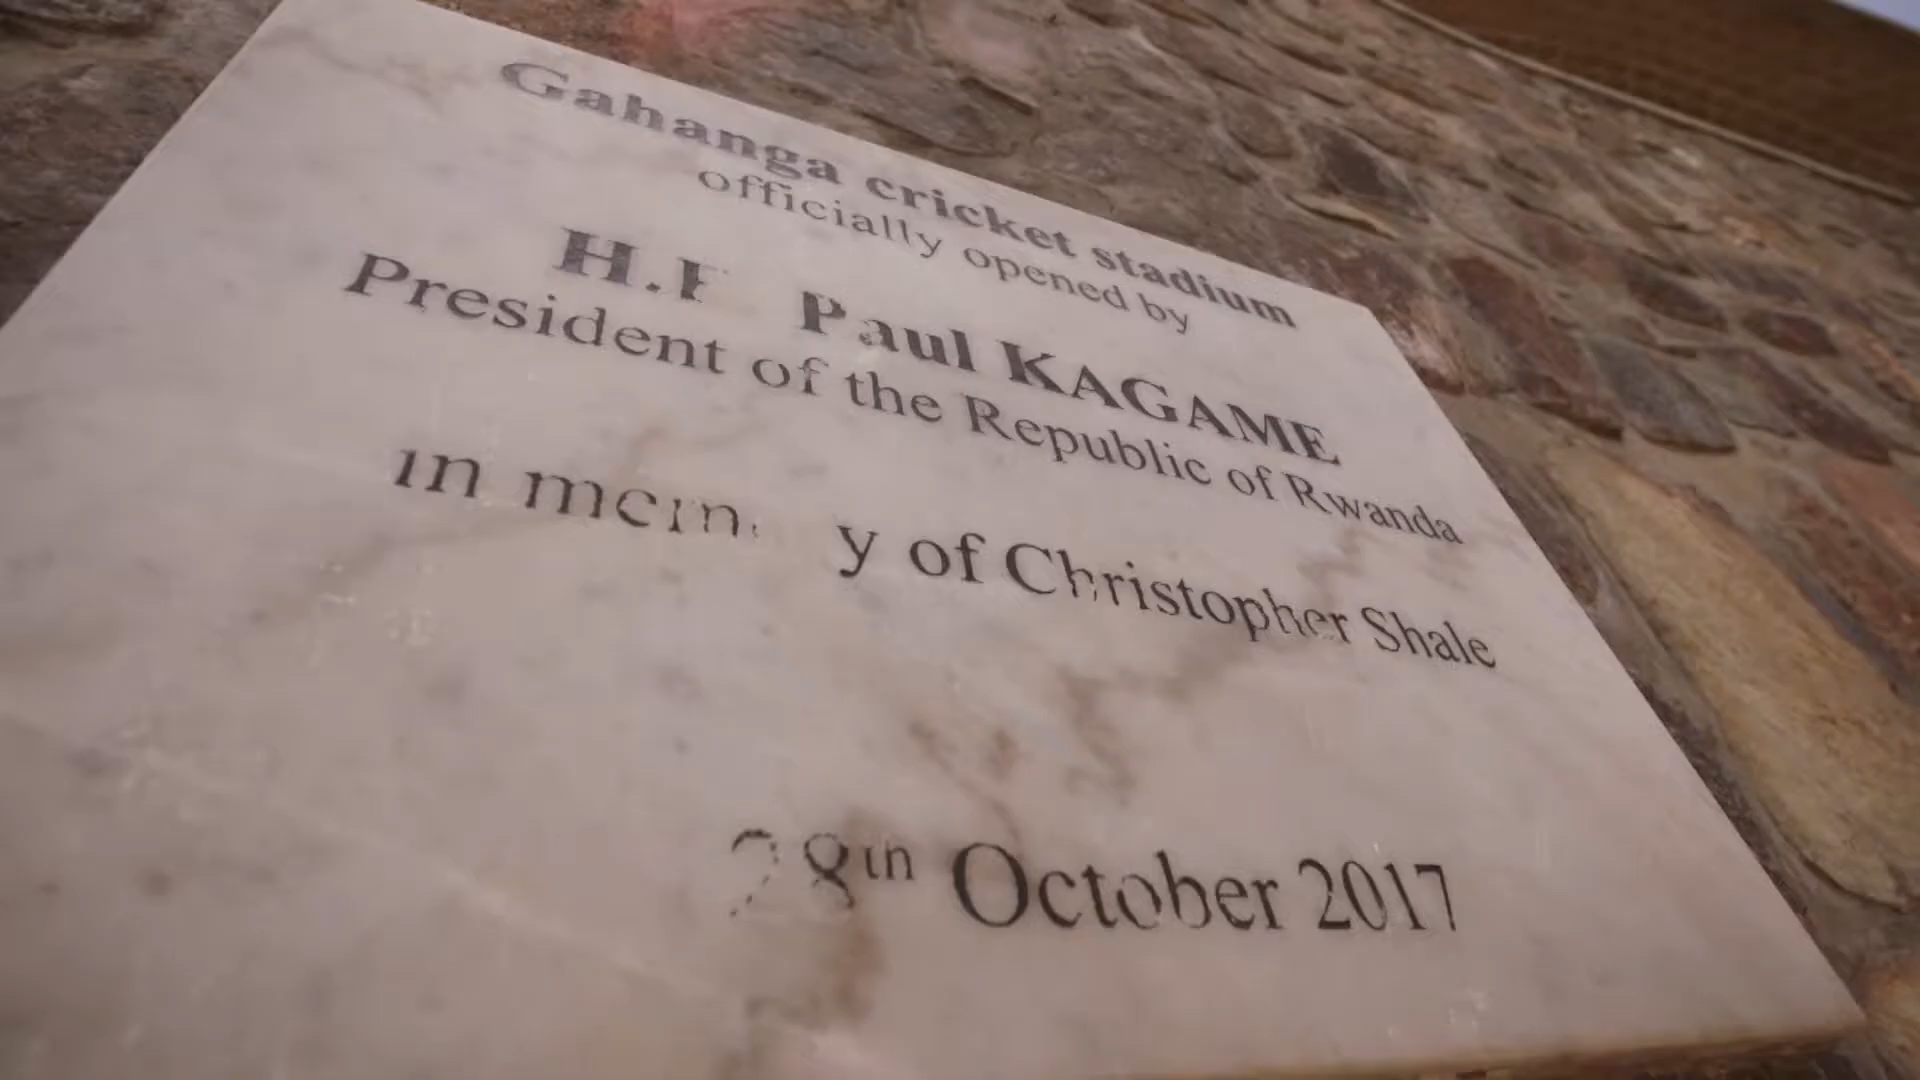 Gahanga cricket stadium
officially opened by
H.E Paul KAGAME
President of the Republic of Rwanda
in memory of Christopher Shale
28th October 2017